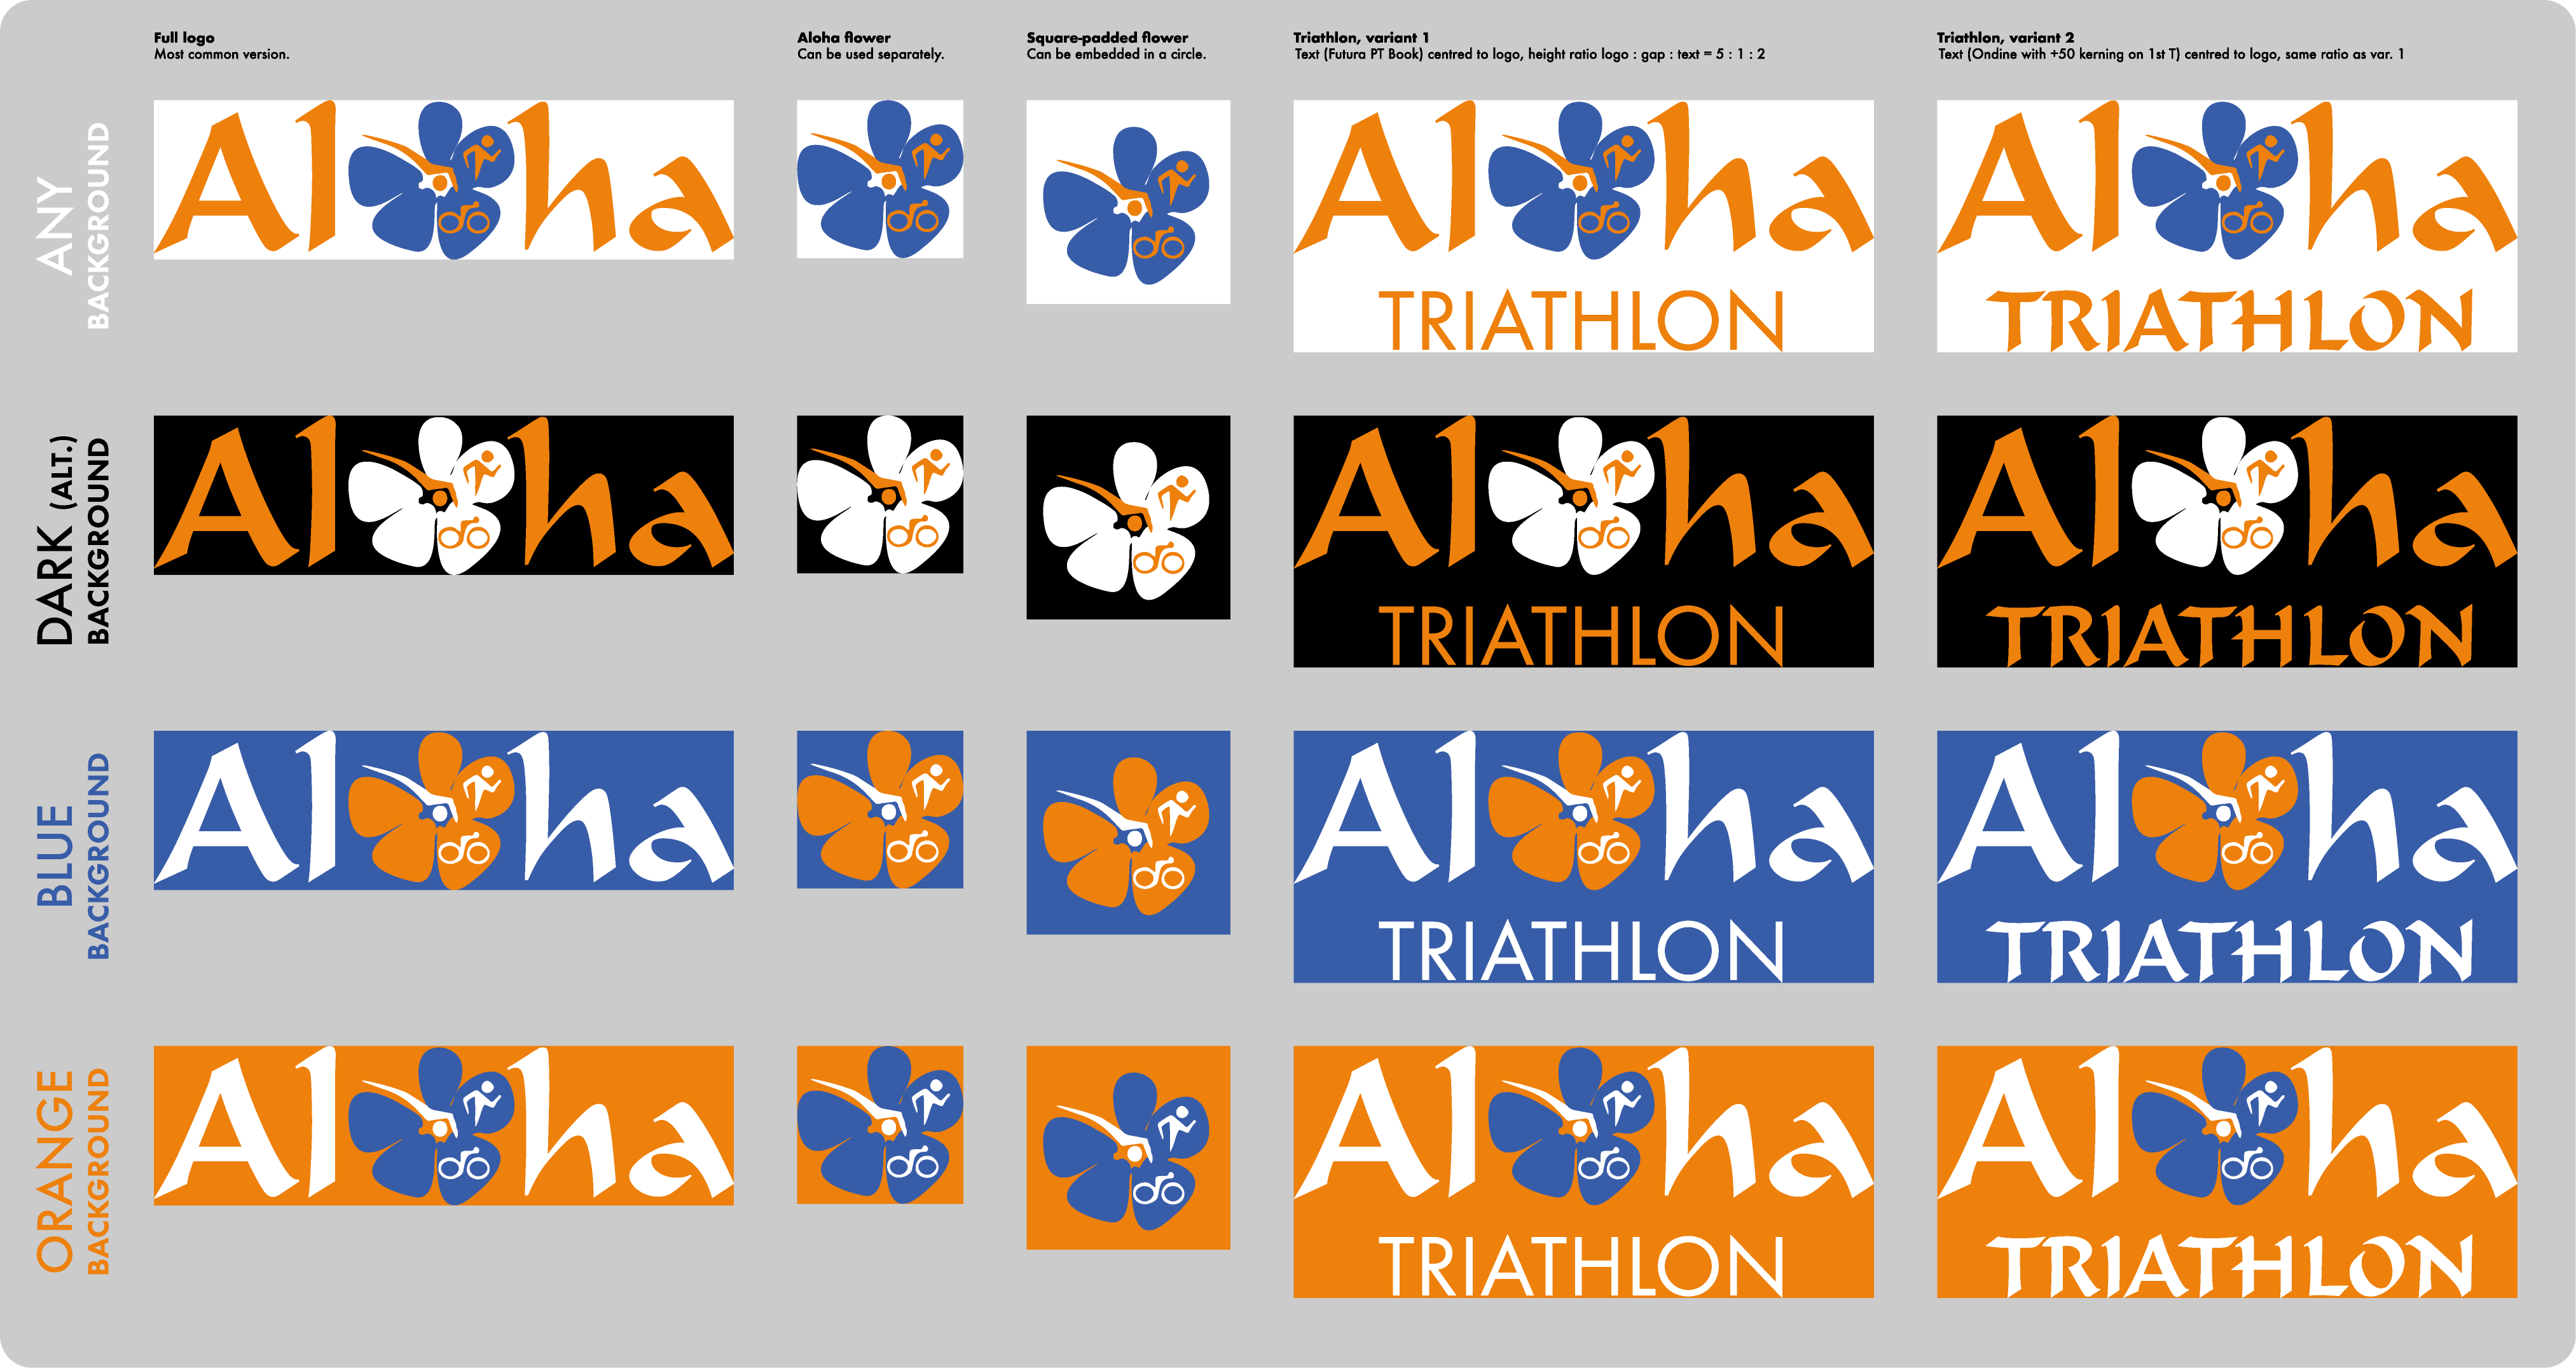 Full logo
Most common version.
Aloha flower
Can be used separately.
Square-padded flower
Can be embedded in a circle.
Triathlon, variant 1
Text (Futura PT Book) centred to logo, height ratio logo : gap : text = 5 : 1 : 2
Triathlon, variant 2
Text (Ondine with +50 kerning on 1st T) centred to logo, same ratio as var. 1
ANY
BACKGROUND
Aloha
Aloha
TRIATHLON
Aloha
TRIATHLON
DARK (ALT.)
BACKGROUND
Aloha
Aloha
TRIATHLON
Aloha
TRIATHLON
BLUE
BACKGROUND
Aloha
Aloha
TRIATHLON
Aloha
TRIATHLON
ORANGE
BACKGROUND
Aloha
Aloha
TRIATHLON
Aloha
TRIATHLON